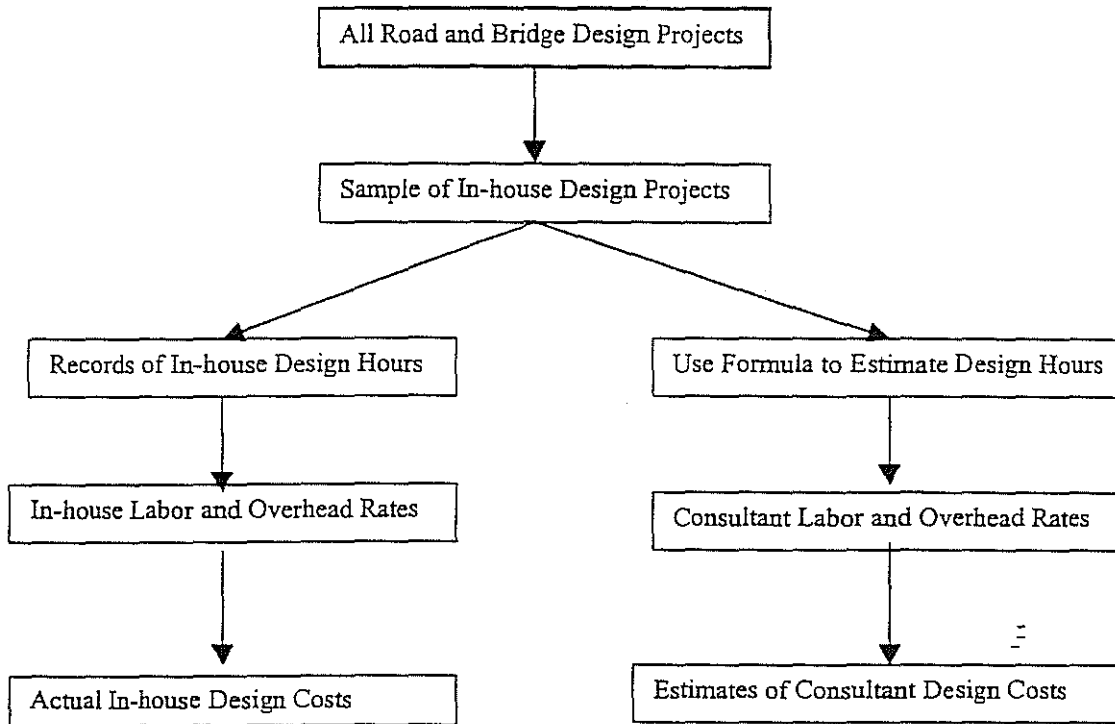 All Road and Bridge Design Projects
Sample of In-house Design Projects
Records of In-house Design Hours
Use Formula to Estimate Design Hours
In-house Labor and Overhead Rates
Consultant Labor and Overhead Rates
Actual In-house Design Costs
Estimates of Consultant Design Costs